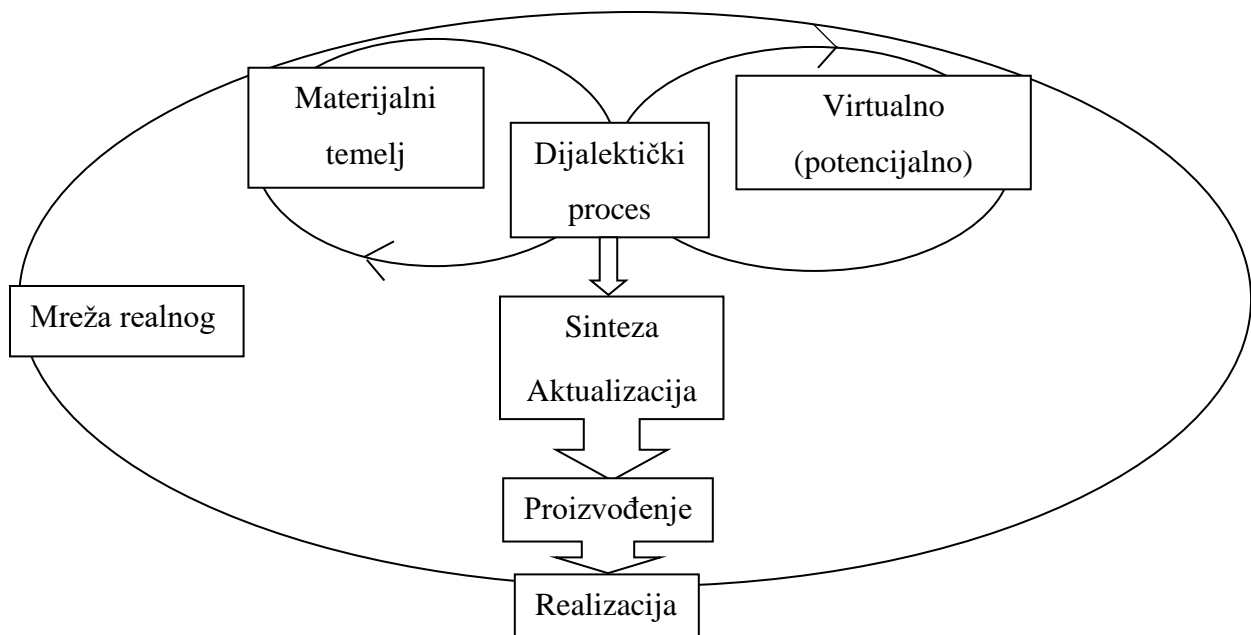 Materijalni
temelj
Dijalektički
proces
Virtualno
(potencijalno)
Mreža realnog
Sinteza
Aktualizacija
Proizvođenje
Realizacija